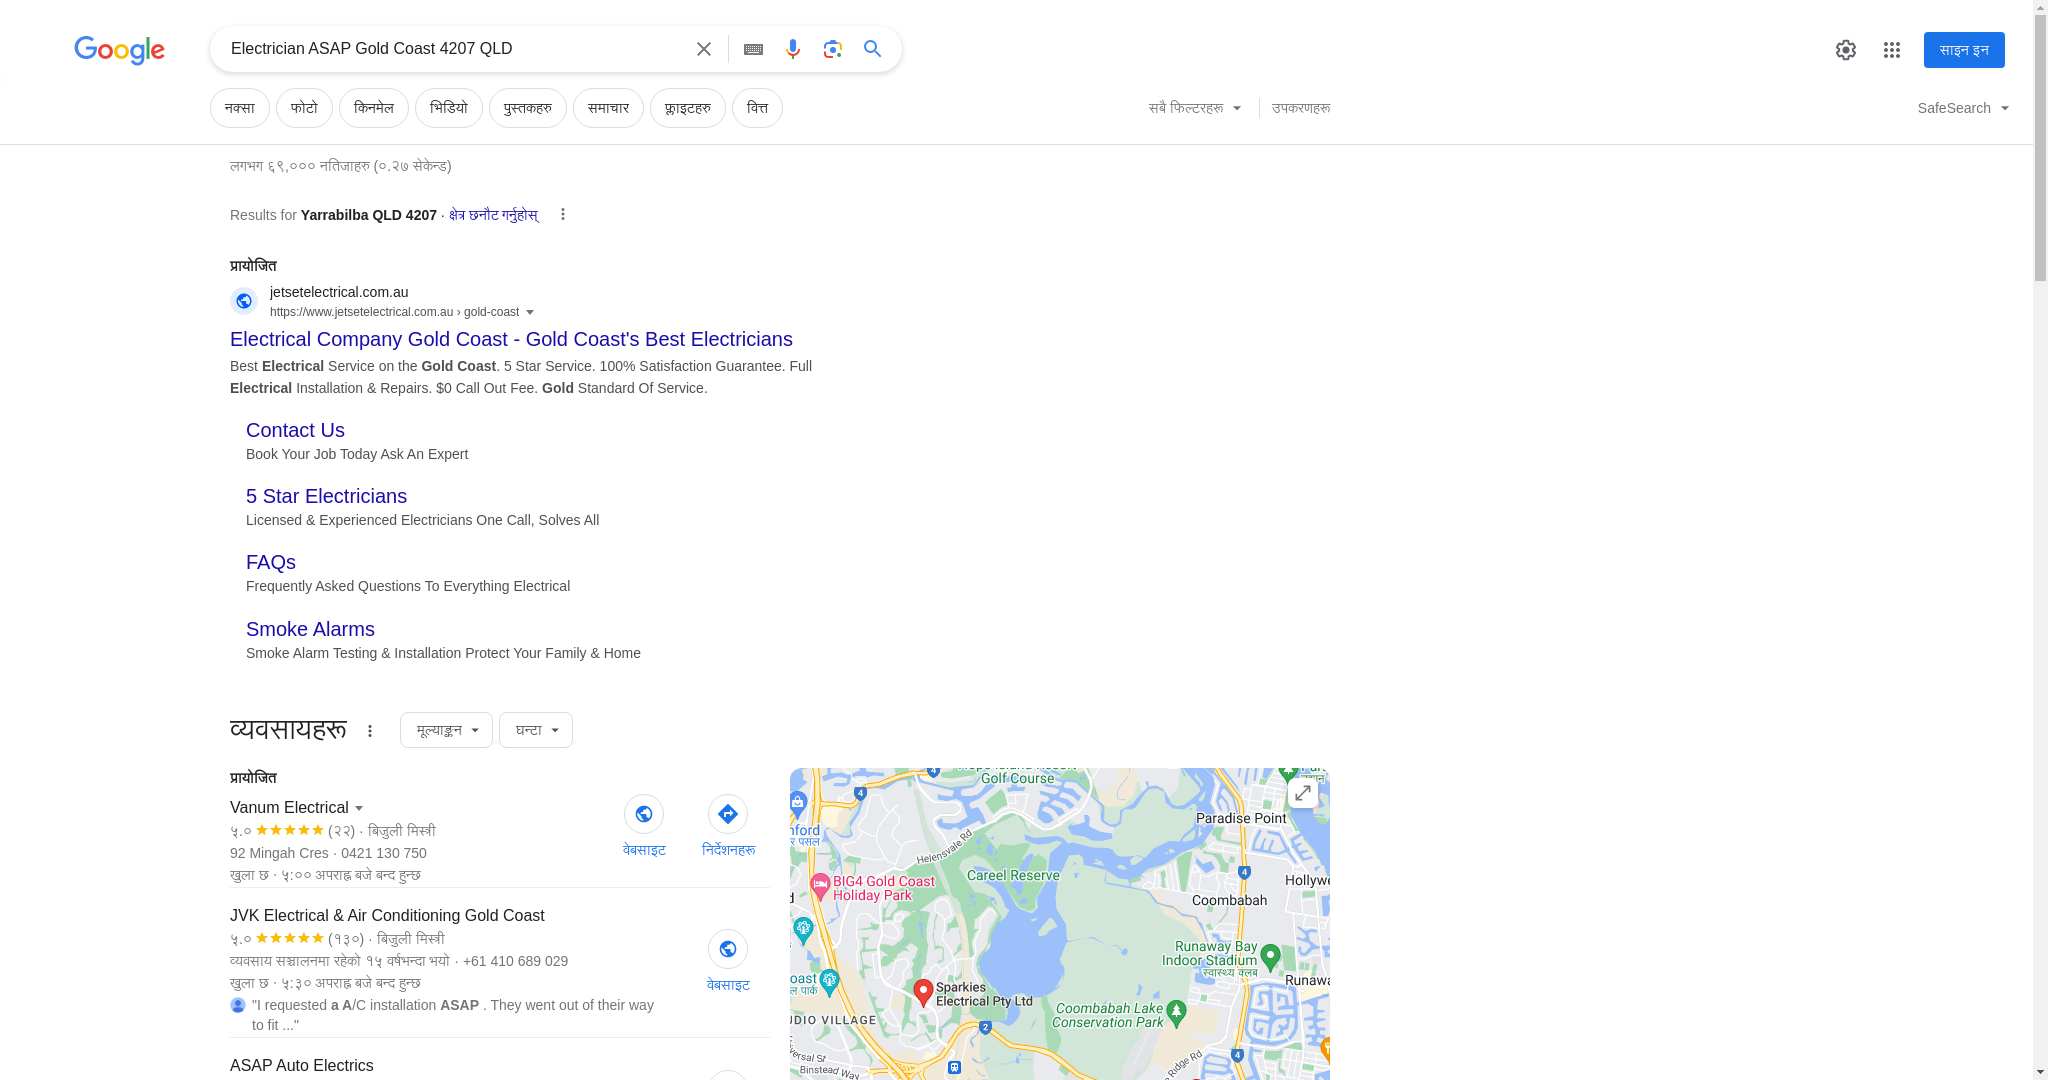 Google
Electrician ASAP Gold Coast 4207 QLD
साइन इन
नक्सा
फोटो
किनमेल
भिडियो
पुस्तकहरु
समाचार
फ्लाइटहरु
वित्त
सबै फिल्टरहरू
उपकरणहरू
SafeSearch
लगभग ६९,००० नतिजाहरु (०.२७ सेकेन्ड)
Results for Yarrabilba QLD 4207 · क्षेत्र छनौट गर्नुहोस्
प्रायोजित
jetsetelectrical.com.au
https://www.jetsetelectrical.com.au › gold-coast
Electrical Company Gold Coast - Gold Coast's Best Electricians
Best Electrical Service on the Gold Coast. 5 Star Service. 100% Satisfaction Guarantee. Full
Electrical Installation & Repairs. $0 Call Out Fee. Gold Standard Of Service.
Contact Us
Book Your Job Today Ask An Expert
5 Star Electricians
Licensed & Experienced Electricians One Call, Solves All
FAQs
Frequently Asked Questions To Everything Electrical
Smoke Alarms
Smoke Alarm Testing & Installation Protect Your Family & Home
व्यवसायहरू
मूल्याङ्कन
घन्टा
प्रायोजित
Vanum Electrical
५.० (२२) · बिजुली मिस्त्री
92 Mingah Cres · 0421 130 750
खुला छ · ५:०० अपराह्न बजे बन्द हुन्छ
वेबसाइट
निर्देशनहरू
JVK Electrical & Air Conditioning Gold Coast
५.० (१३०) · बिजुली मिस्त्री
व्यवसाय सञ्चालनमा रहेको १५ वर्षभन्दा भयो · +61 410 689 029
खुला छ · ५:३० अपराह्न बजे बन्द हुन्छ
"I requested a A/C installation ASAP . They went out of their way
to fit ..."
वेबसाइट
ASAP Auto Electrics
Golf Course
4
4
Paradise Point
nford
र पसल
Helensvale Rd
BIG4 Gold Coast
Holiday Park
Careel Reserve
4
Hollywe
Coombabah
Runaway Bay
Indoor Stadium
स्वास्थ्य क्लब
Runawa
oast
ल पार्क
Sparkies
Electrical Pty Ltd
Coombabah Lake
Conservation Park
UDIO VILLAGE
2
versal St
Binstead Way
Ridge Rd
4